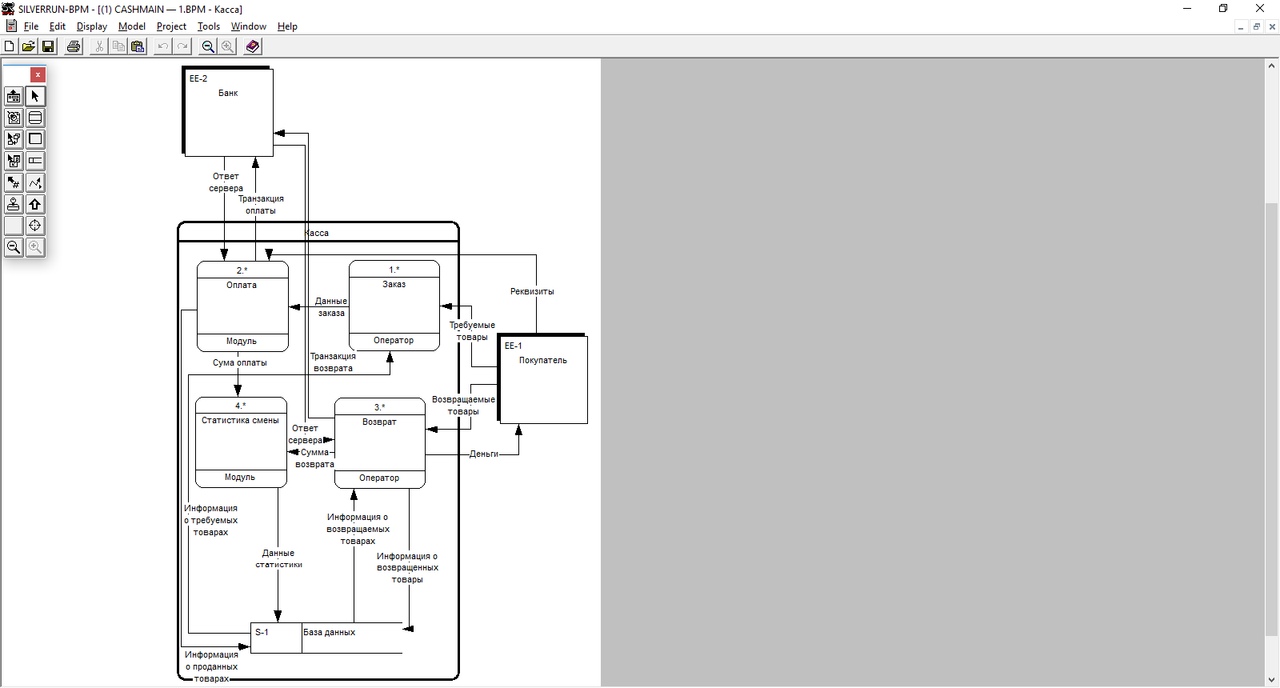 SILVERRUN-BPM - [(1) CASHMAIN — 1.BPM - Касса]
File Edit Display Model Project Tools Window Help
EE-2
Банк
Ответ
сервера
Транзакция
оплаты
Касса
2.*
Оплата
Модуль
1.*
Заказ
Оператор
Данные
заказа
Реквизиты
Требуемые
товары
EE-1
Покупатель
Сума оплаты
Транзакция
возврата
Возвращаемые
товары
4.*
Статистика смены
Модуль
3.*
Возврат
Оператор
Ответ
сервера
Сумма
возврата
Деньги
Информация
о требуемых
товарах
Информация о
возвращаемых
товарах
Данные
статистики
Информация о
возвращенных
товары
S-1
База данных
Информация
о проданных
товарах